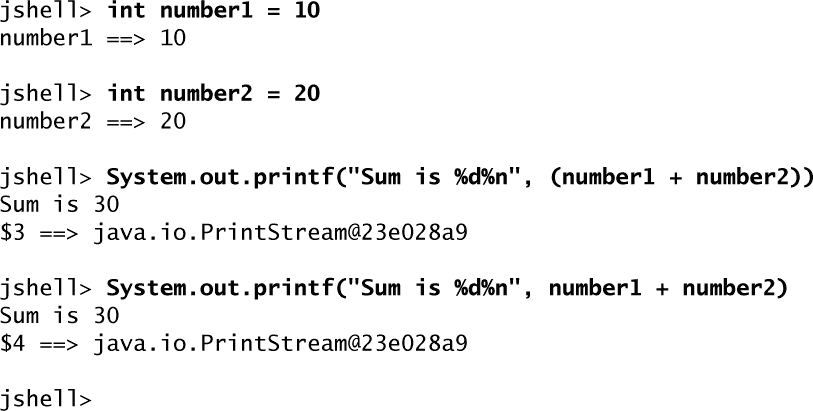 jshell> int number1 = 10
number1 ==> 10
jshell> int number2 = 20
number2 ==> 20
jshell> System.out.printf("Sum is %d%n", (number1 + number2))
Sum is 30
$3 ==> java.io.PrintStream@23e028a9
jshell> System.out.printf("Sum is %d%n", number1 + number2)
Sum is 30
$4 ==> java.io.PrintStream@23e028a9
jshell>